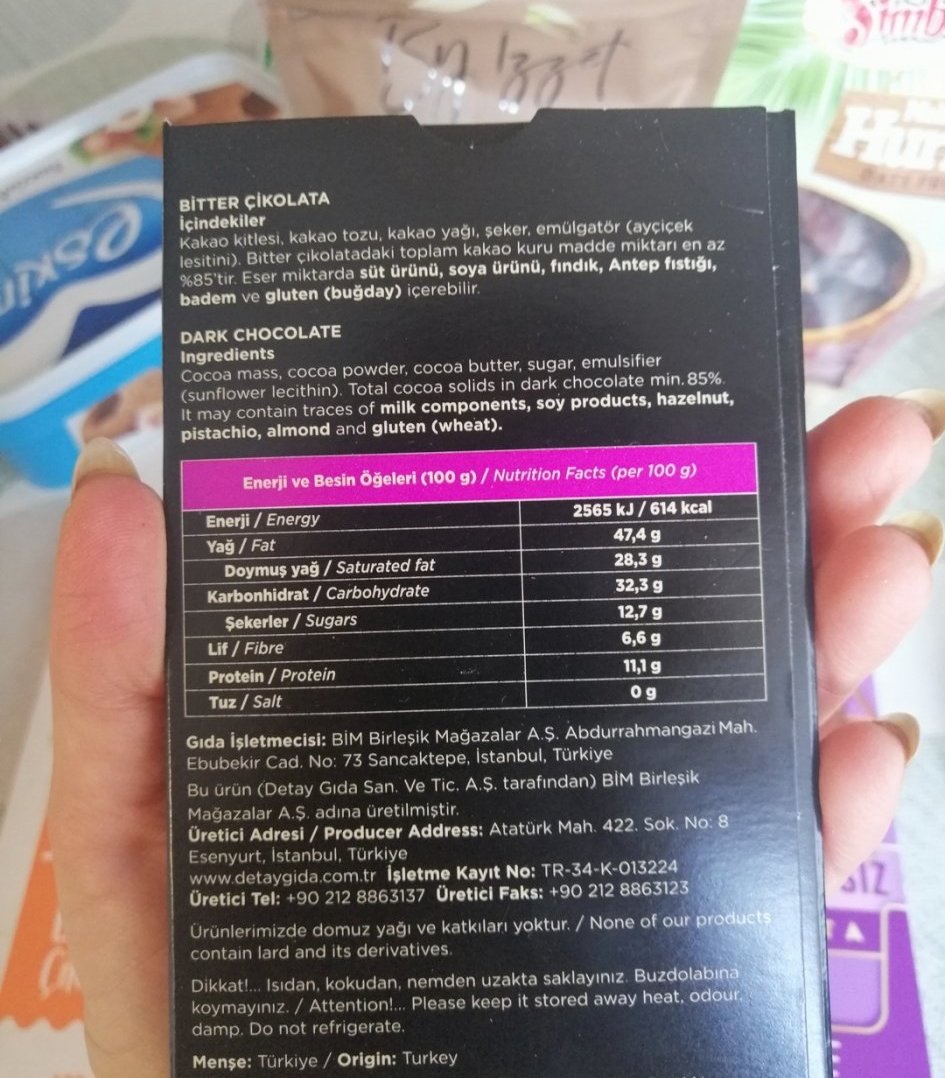 BİTTER ÇİKOLATA
İçindekiler
Kakao kitlesi, kakao tozu, kakao yağı, şeker, emülgatör (ayçiçek
lesitini). Bitter çikolatadaki toplam kakao kuru madde miktarı en az
%85'tir. Eser miktarda süt ürünü, soya ürünü, fındık, Antep fıstığı,
badem ve gluten (buğday) içerebilir.
DARK CHOCOLATE
Ingredients
Cocoa mass, cocoa powder, cocoa butter, sugar, emulsifier
(sunflower lecithin). Total cocoa solids in dark chocolate min. 85%.
It may contain traces of milk components, soy products, hazelnut,
pistachio, almond and gluten (wheat).
Enerji ve Besin Öğeleri (100 g) / Nutrition Facts (per 100 g)
Enerji / Energy 2565 kJ / 614 kcal
Yağ / Fat 47,4 g
Doymuş yağ / Saturated fat 28,3 g
Karbonhidrat / Carbohydrate 32,3 g
Şekerler / Sugars 12,7 g
Lif / Fibre 6,6 g
Protein / Protein 11,1 g
Tuz / Salt 0 g
Gıda İşletmecisi: BİM Birleşik Mağazalar A.Ş. Abdurrahmangazi Mah.
Ebubekir Cad. No: 73 Sancaktepe, İstanbul, Türkiye
Bu ürün (Detay Gıda San. Ve Tic. A.Ş. tarafından) BİM Birleşik
Mağazalar A.Ş. adına üretilmiştir.
Üretici Adresi / Producer Address: Atatürk Mah. 422. Sok. No: 8
Esenyurt, İstanbul, Türkiye
www.detaygida.com.tr İşletme Kayıt No: TR-34-K-013224
Üretici Tel: +90 212 8863137 Üretici Faks: +90 212 8863123
Ürünlerimizde domuz yağı ve katkıları yoktur. / None of our products
contain lard and its derivatives.
Dikkat!... Isıdan, kokudan, nemden uzakta saklayınız. Buzdolabına
koymayınız. / Attention!... Please keep it stored away heat, odour,
damp. Do not refrigerate.
Menşe: Türkiye / Origin: Turkey